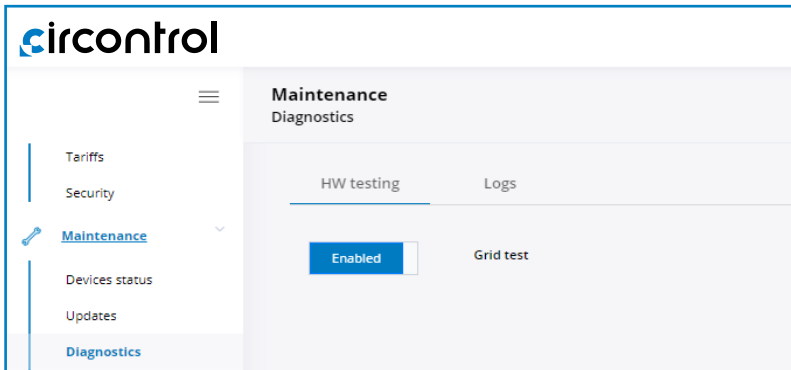 circontrol
Maintenance
Diagnostics
Tariffs
Security
Maintenance
Devices status
Updates
Diagnostics
HW testing
Logs
Enabled
Grid test